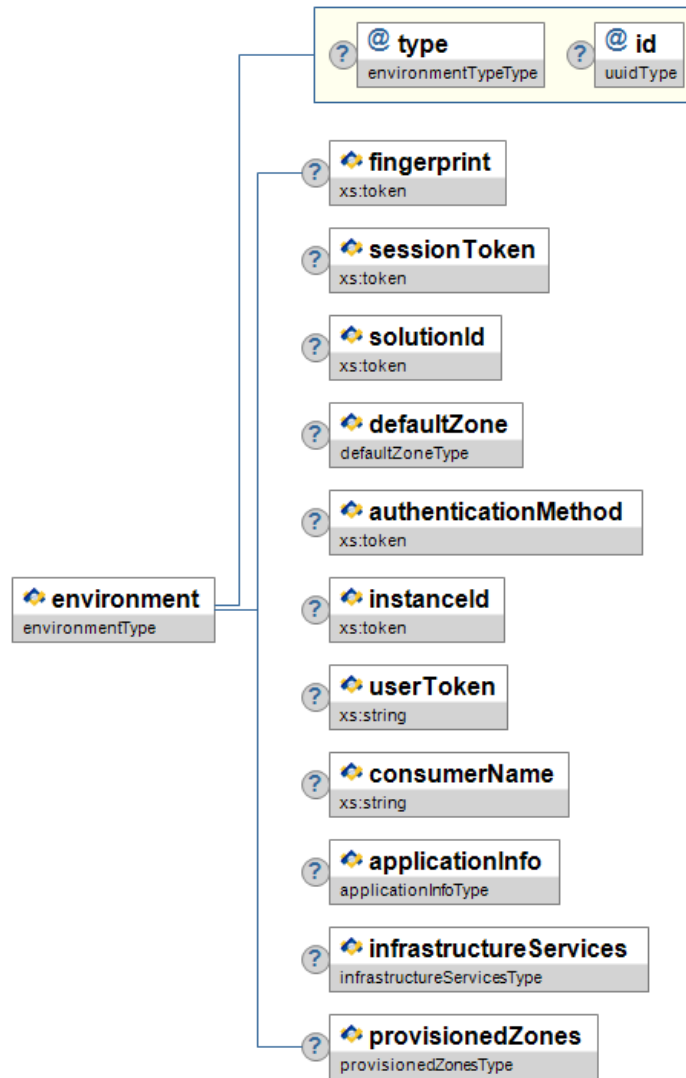 ? @ type ? @ id
environmentTypeType uuidType
? fingerprint
xs:token
? sessionToken
xs:token
? solutionId
xs:token
? defaultZone
defaultZoneType
? authenticationMethod
xs:token
environment
environmentType
? instanceId
xs:token
? userToken
xs:string
? consumerName
xs:string
? applicationInfo
applicationInfoType
? infrastructureServices
infrastructureServicesType
? provisionedZones
provisionedZonesType